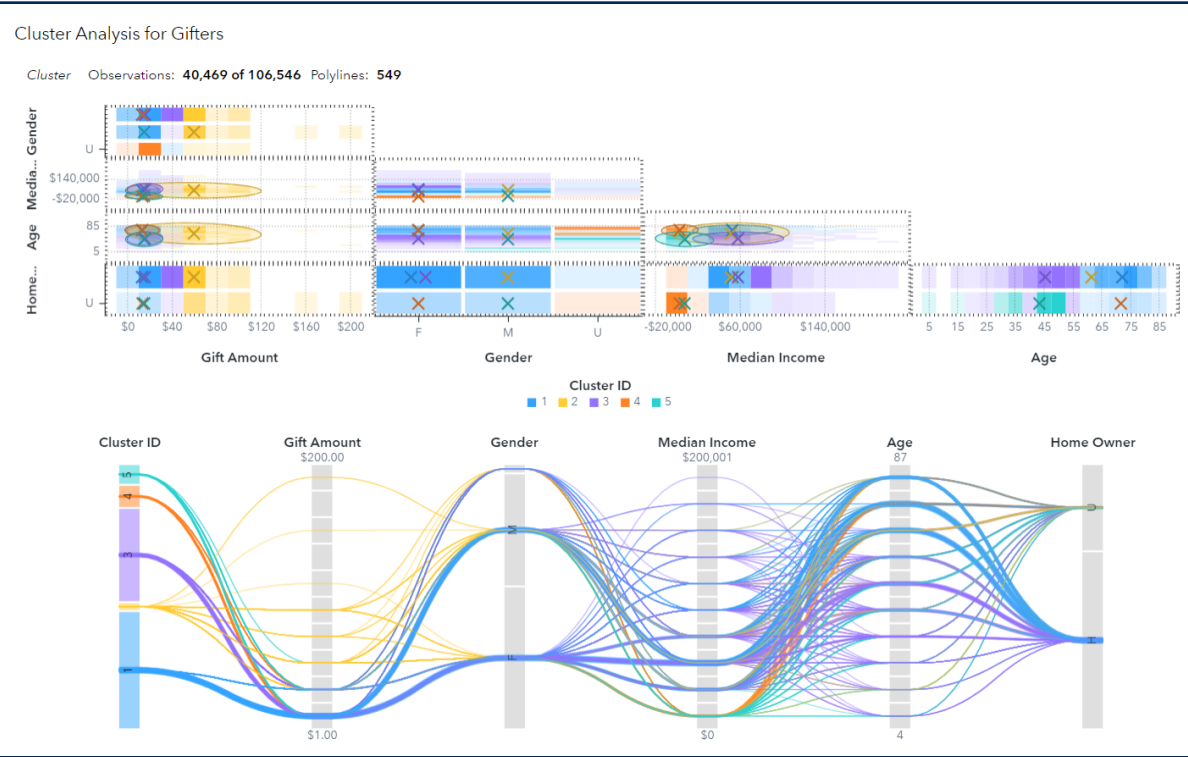 Cluster Analysis for Gifters
Cluster Observations: 40,469 of 106,546 Polylines: 549
Gender
U
Media...
$140,000
-$20,000
Age
85
5
Home...
U
$0 $40 $80 $120 $160 $200
F M U
-$20,000 $60,000 $140,000
5 15 25 35 45 55 65 75 85
Gift Amount Gender Median Income Age
Cluster ID
1 2 3 4 5
Cluster ID Gift Amount Gender Median Income Age Home Owner
$200.00 $200,001 87
5
4
3
1
M
F
U
H
$1.00 $0 4